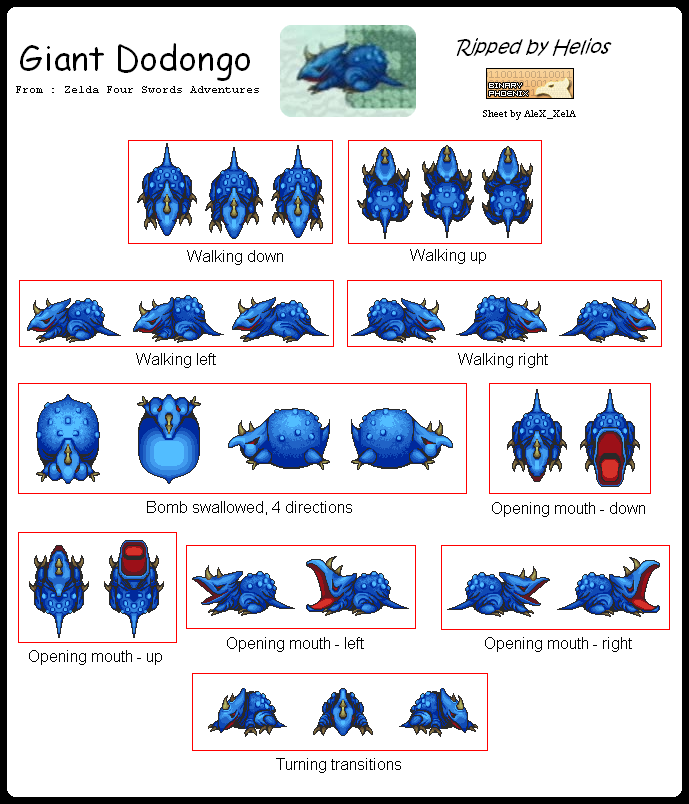 Giant Dodongo
From : Zelda Four Swords Adventures
Ripped by Helios
11001100110011
BINARY
PHOENIX
Sheet by AleX_XelA
Walking down
Walking up
Walking left
Walking right
Bomb swallowed, 4 directions
Opening mouth - down
Opening mouth - up
Opening mouth - left
Opening mouth - right
Turning transitions